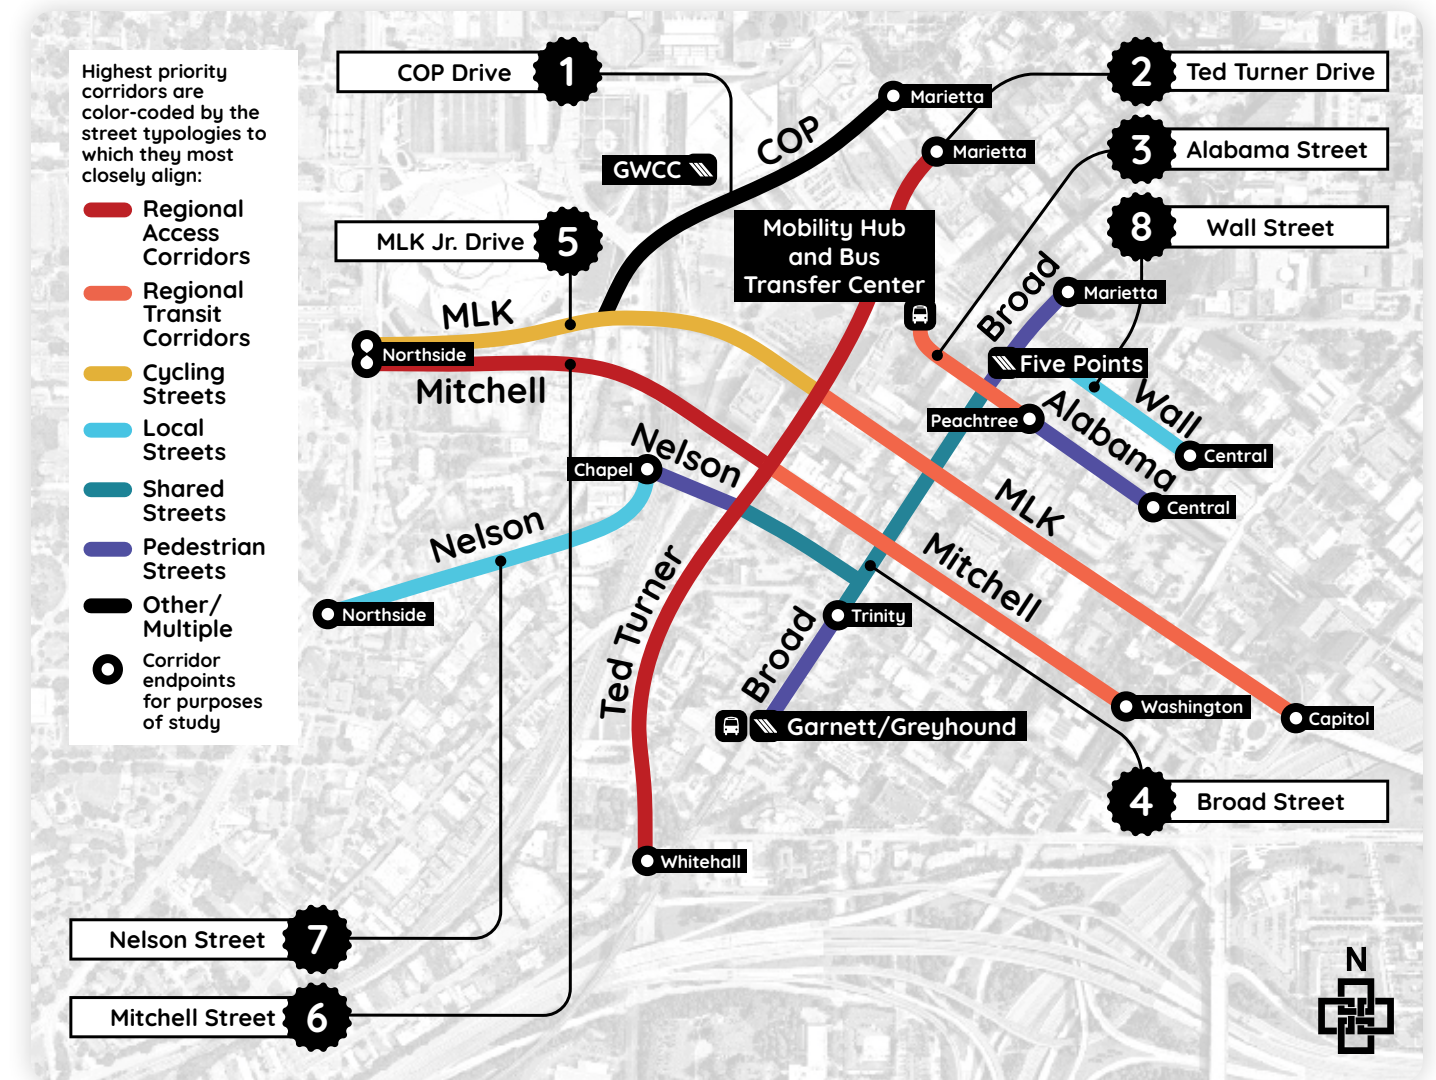 Highest priority
corridors are
color-coded by the
street typologies to
which they most
closely align:
Regional
Access
Corridors
Regional
Transit
Corridors
Cycling
Streets
Local
Streets
Shared
Streets
Pedestrian
Streets
Other/
Multiple
Corridor
endpoints
for purposes
of study
COP Drive
1
2
Ted Turner Drive
3
Alabama Street
8
Wall Street
MLK Jr. Drive
5
COP
Marietta
Marietta
GWCC
Mobility Hub
and Bus
Transfer Center
Broad
Marietta
MLK
Northside
Mitchell
Five Points
Wall
Peachtree
Alabama
Central
Central
Nelson
Chapel
Nelson
Northside
MLK
Mitchell
Ted Turner
Trinity
Broad
Garnett/Greyhound
Washington
Capitol
4
Broad Street
Whitehall
Nelson Street
7
Mitchell Street
6
N